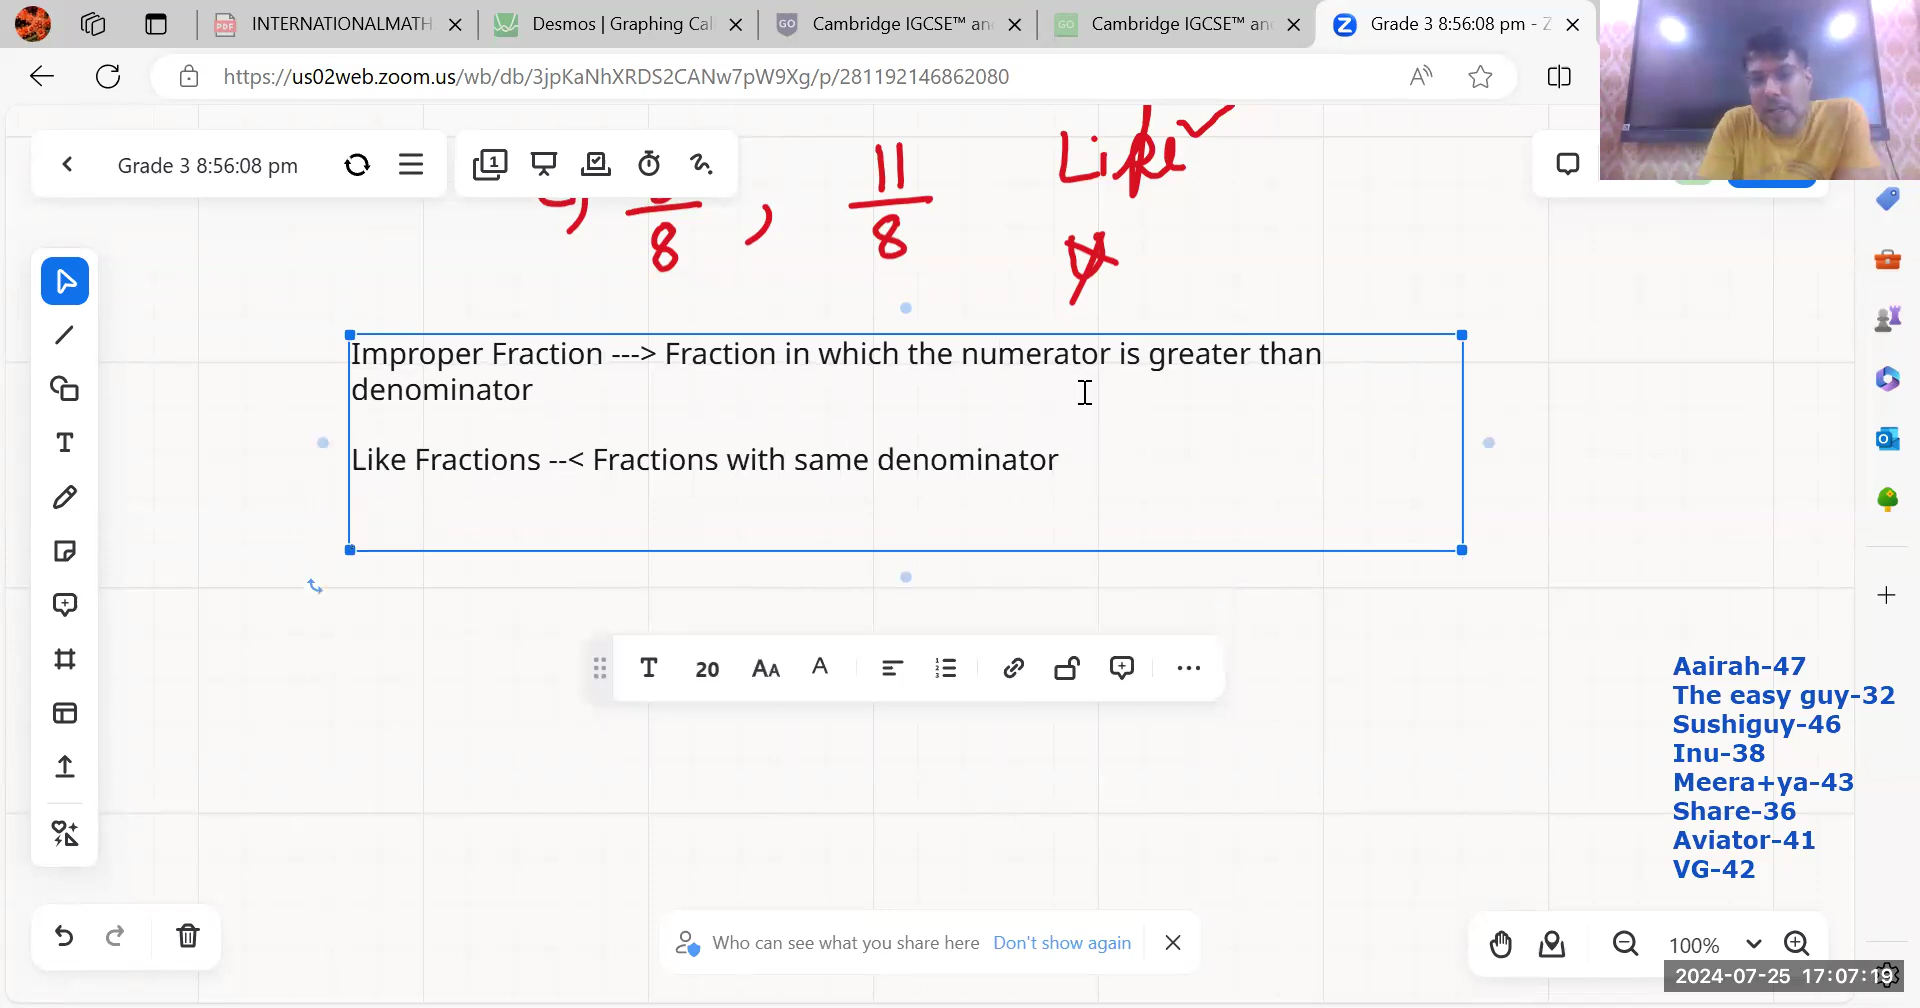 INTERNATIONALMATH
Desmos | Graphing Cal
GO
Cambridge IGCSE™ an
GO
Cambridge IGCSE™ an
Grade 3 8:56:08 pm - Z
https://us02web.zoom.us/wb/db/3jpKaNhXRDS2CANw7pW9Xg/p/281192146862080
Grade 3 8:56:08 pm
1
8
,
11
8
Like
Improper Fraction ---> Fraction in which the numerator is greater than
denominator
Like Fractions --< Fractions with same denominator
T 20 AA A
Aairah-47
The easy guy-32
Sushiguy-46
Inu-38
Meera+ya-43
Share-36
Aviator-41
VG-42
Who can see what you share here Don't show again
100%
2024-07-25 17:07:19